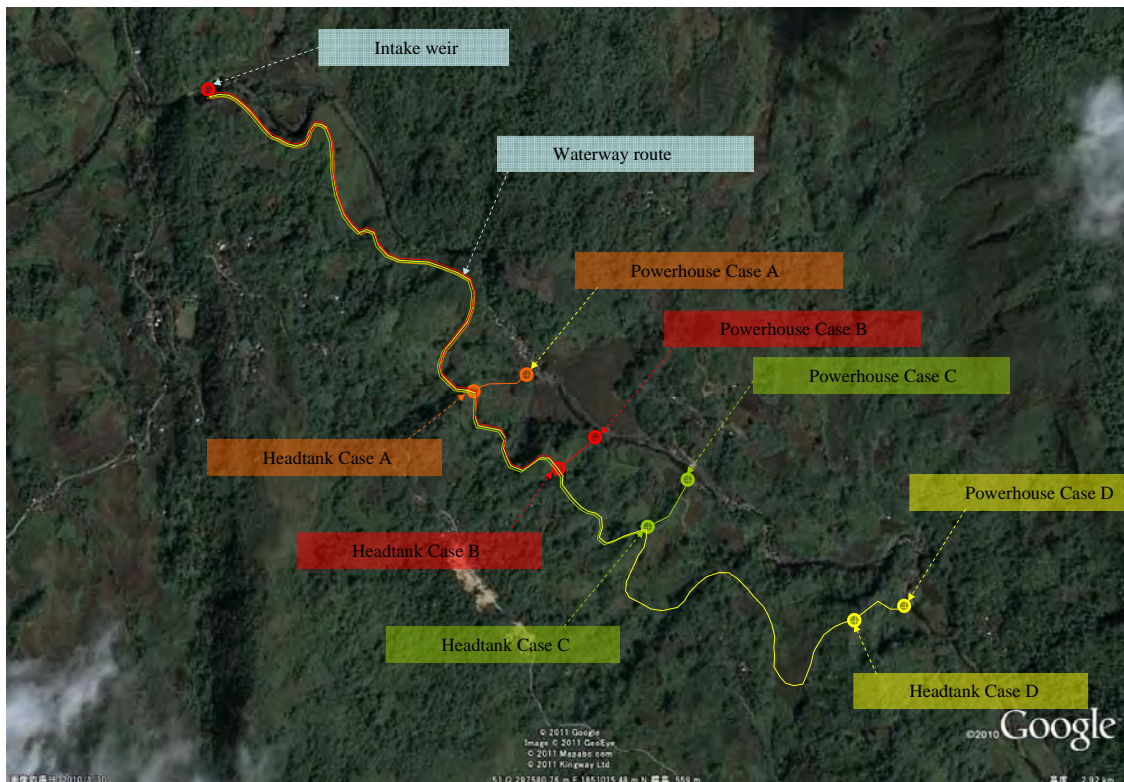 Intake weir
Waterway route
Powerhouse Case A
Powerhouse Case B
Powerhouse Case C
Headtank Case A
Powerhouse Case D
Headtank Case B
Headtank Case C
Headtank Case D
© 2011 Google
Image © 2011 GeoEye
© 2011 Mapabc.com
© 2011 Kingway Ltd
©2010 Google